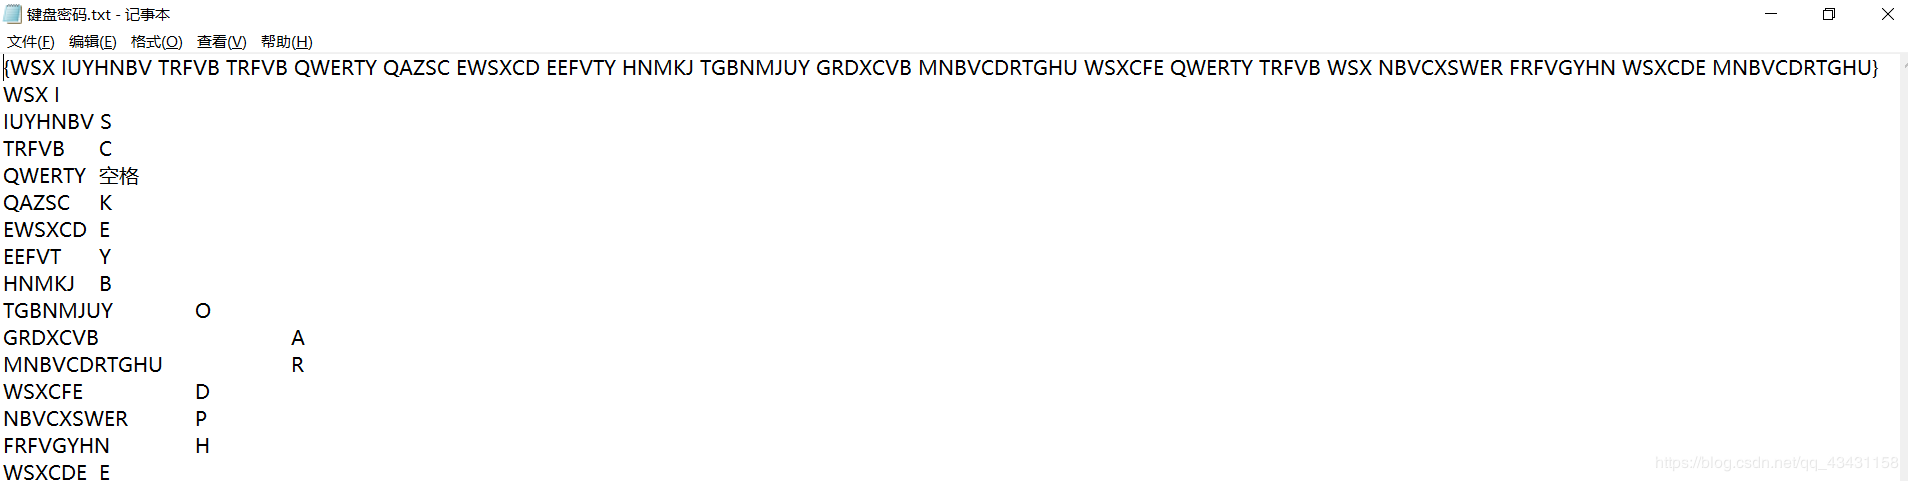 键盘密码.txt - 记事本
文件(F) 编辑(E) 格式(O) 查看(V) 帮助(H)
{WSX IUYHNBV TRFVB TRFVB QWERTY QAZSC EWSXCD EEFVTY HNMKJ TGBNMJUY GRDXCVB MNBVCDRTGHU WSXCFE QWERTY TRFVB WSX NBVCXSWER FRFVGYHN WSXCDE MNBVCDRTGHU}
WSX I
IUYHNBV S
TRFVB C
QWERTY 空格
QAZSC K
EWSXCD E
EEFVT Y
HNMKJ B
TGBNMJUY O
GRDXCVB A
MNBVCDRTGHU R
WSXCFE D
NBVCXSWER P
FRFVGYHN H
WSXCDE E
https://blog.csdn.net/qq_43431158